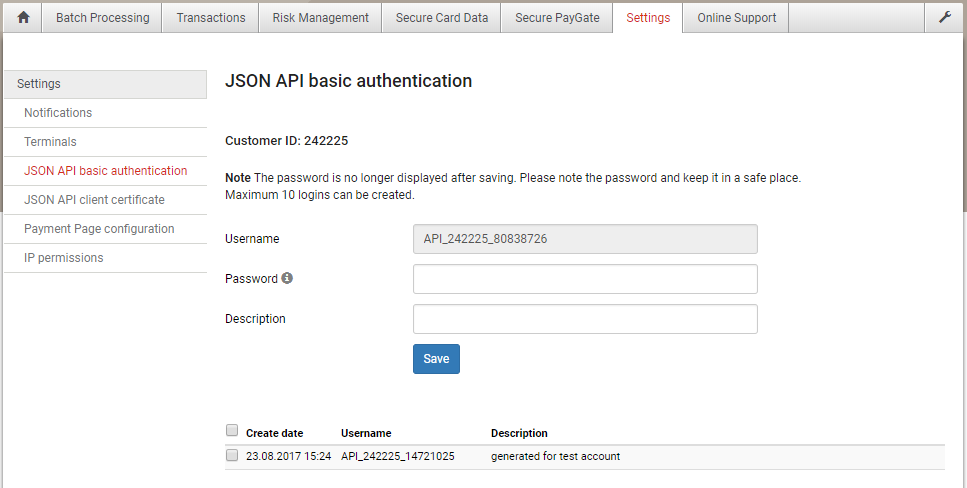 Batch Processing Transactions Risk Management Secure Card Data Secure PayGate Settings Online Support
Settings
Notifications
Terminals
JSON API basic authentication
JSON API client certificate
Payment Page configuration
IP permissions
JSON API basic authentication
Customer ID: 242225
Note The password is no longer displayed after saving. Please note the password and keep it in a safe place.
Maximum 10 logins can be created.
Username API_242225_80838726
Password
Description
Save
Create date Username Description
23.08.2017 15:24 API_242225_14721025 generated for test account